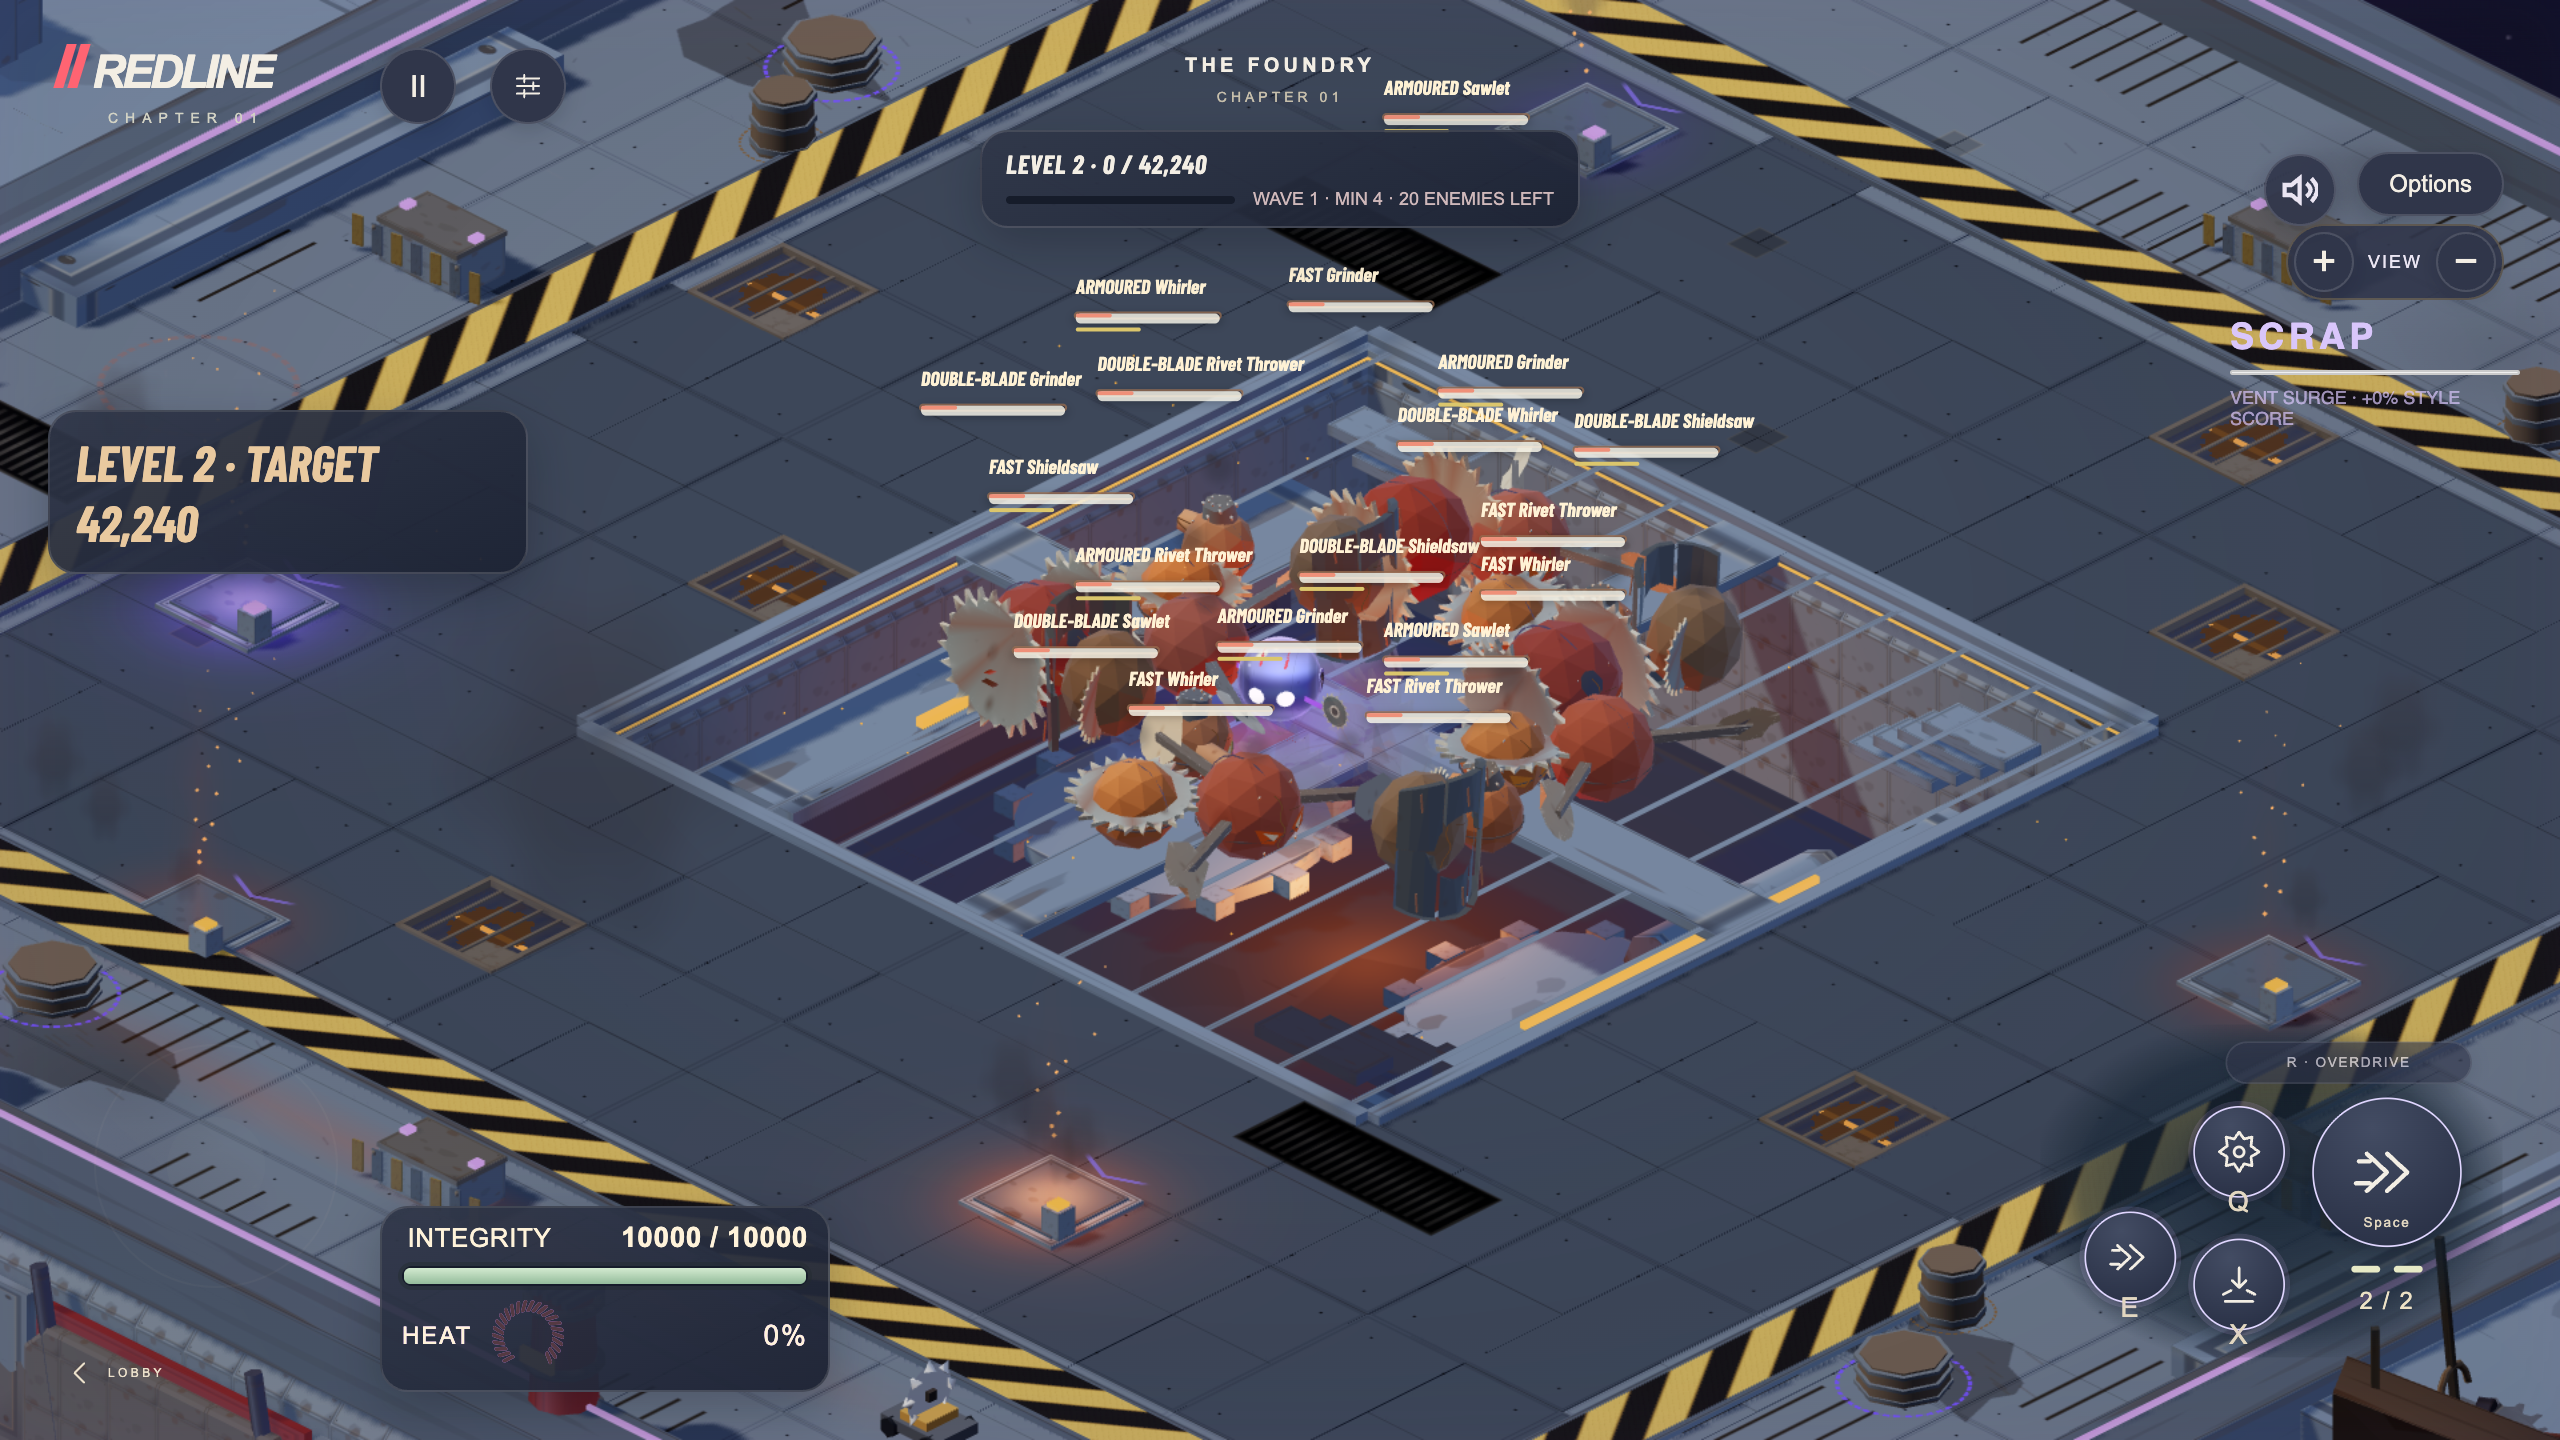 REDLINE
CHAPTER 01
THE FOUNDRY
CHAPTER 01
ARMOURED Sawlet
LEVEL 2 · 0 / 42,240
WAVE 1 · MIN 4 · 20 ENEMIES LEFT
Options
+ VIEW −
SCRAP
VENT SURGE · +0% STYLE
SCORE
ARMOURED Whirler
FAST Grinder
DOUBLE-BLADE Grinder
DOUBLE-BLADE Rivet Thrower
ARMOURED Grinder
DOUBLE-BLADE Whirler
DOUBLE-BLADE Shieldsaw
LEVEL 2 · TARGET
42,240
FAST Shieldsaw
FAST Rivet Thrower
ARMOURED Rivet Thrower
DOUBLE-BLADE Shieldsaw
FAST Whirler
DOUBLE-BLADE Sawlet
ARMOURED Grinder
ARMOURED Sawlet
FAST Whirler
FAST Rivet Thrower
R · OVERDRIVE
Q
Space
E
X
2 / 2
INTEGRITY 10000 / 10000
HEAT 0%
LOBBY